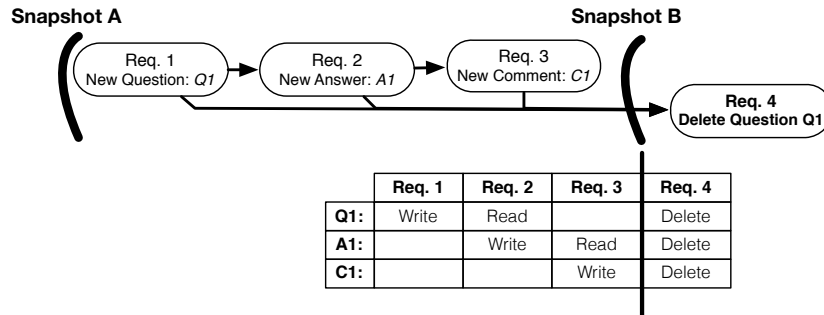 Snapshot A
Snapshot B
Req. 1
New Question: Q1
Req. 2
New Answer: A1
Req. 3
New Comment: C1
Req. 4
Delete Question Q1
Req. 1 Req. 2 Req. 3 Req. 4
Q1: Write Read Delete
A1: Write Read Delete
C1: Write Delete